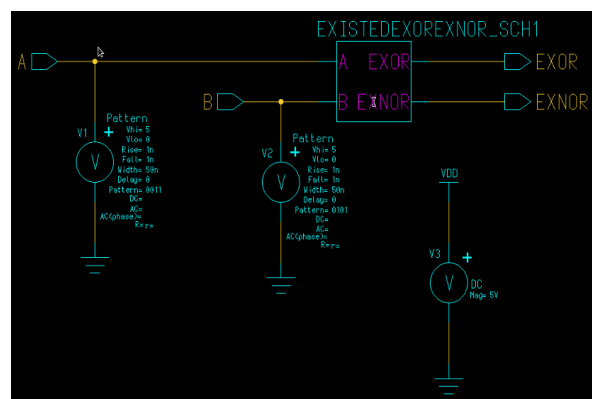 EXISTEDEXOREXNOR_SCH1
A
A EXOR
EXOR
B
B EXNOR
EXNOR
Pattern
V1
Vhi= 5
Vlo= 0
Rise= 1n
Fall= 1n
Width= 50n
Delay= 0
Pattern= 0011
DC=
AC=
AC(phase)=
R= r=
V
Pattern
V2
Vhi= 5
Vlo= 0
Rise= 1n
Fall= 1n
Width= 50n
Delay= 0
Pattern= 0101
DC=
AC=
AC(phase)=
R= r=
V
VDD
V3
V
DC
Mag= 5V